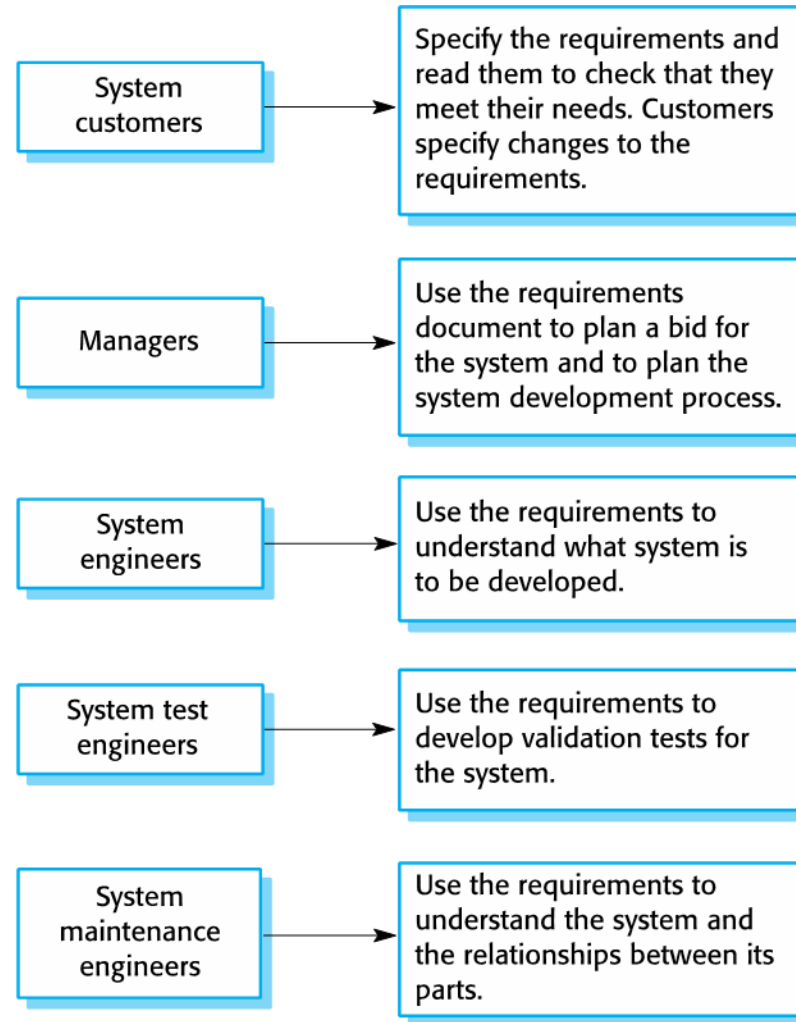 System
customers
Specify the requirements and
read them to check that they
meet their needs. Customers
specify changes to the
requirements.
Managers
Use the requirements
document to plan a bid for
the system and to plan the
system development process.
System
engineers
Use the requirements to
understand what system is
to be developed.
System test
engineers
Use the requirements to
develop validation tests for
the system.
System
maintenance
engineers
Use the requirements to
understand the system and
the relationships between its
parts.